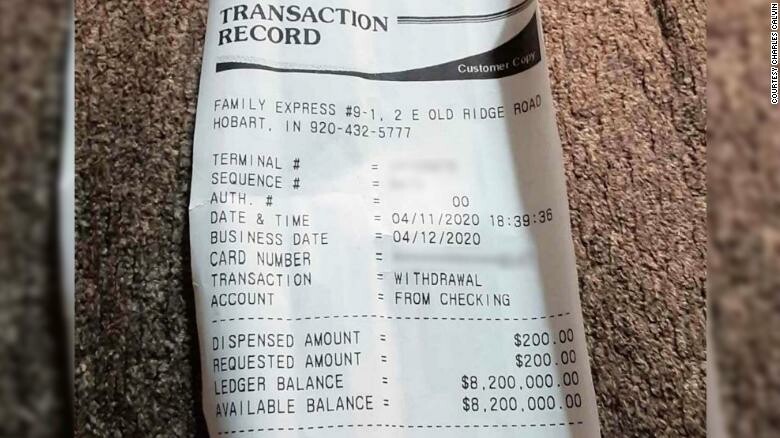 TRANSACTION
RECORD
Customer Copy
FAMILY EXPRESS #9-1, 2 E OLD RIDGE ROAD
HOBART, IN 920-432-5777
TERMINAL # =
SEQUENCE # =
AUTH. # = 00
DATE & TIME = 04/11/2020 18:39:36
BUSINESS DATE = 04/12/2020
CARD NUMBER =
TRANSACTION = WITHDRAWAL
ACCOUNT = FROM CHECKING
DISPENSED AMOUNT = $200.00
REQUESTED AMOUNT = $200.00
LEDGER BALANCE = $8,200,000.00
AVAILABLE BALANCE = $8,200,000.00
COURTESY CHARLES CALVIN